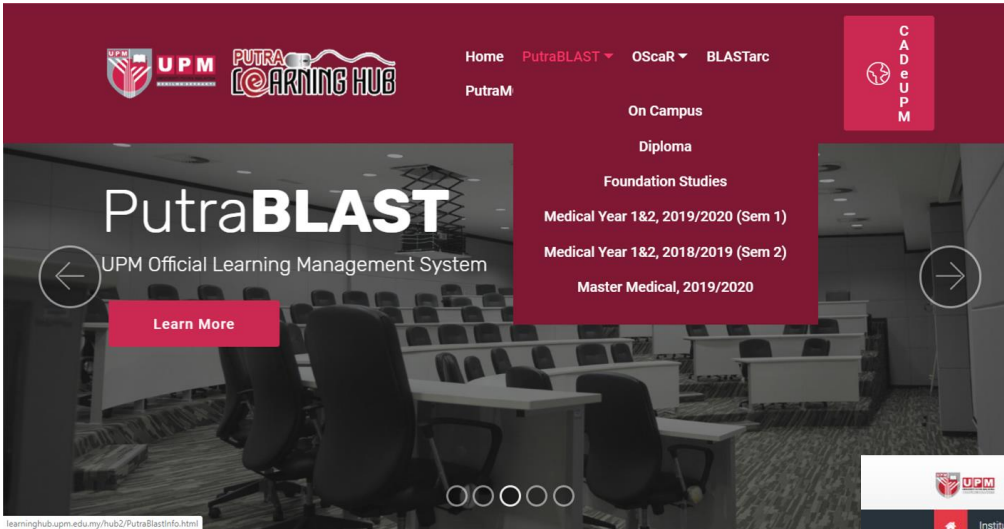 UPM
PUTRA
LEARNING HUB
Home PutraBLAST OScaR BLASTarc
CADeUPM
On Campus
Diploma
Foundation Studies
Medical Year 1&2, 2019/2020 (Sem 1)
Medical Year 1&2, 2018/2019 (Sem 2)
Master Medical, 2019/2020
PutraBLAST
UPM Official Learning Management System
Learn More
UPM
learninghub.upm.edu.my/hub2/PutraBlastInfo.html